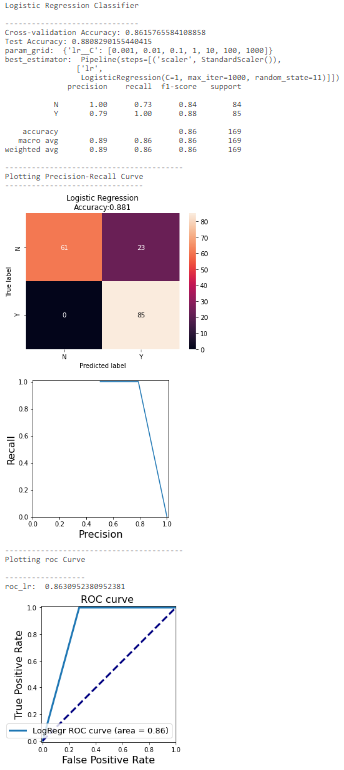 Logistic Regression Classifier
---------------------------
Cross-validation Accuracy: 0.8615765584108858
Test Accuracy: 0.8808290155440415
param_grid: {'lr__C': [0.001, 0.01, 0.1, 1, 10, 100, 1000]}
best_estimator: Pipeline(steps=[('scaler', StandardScaler()),
['lr',
LogisticRegression(C=1, max_iter=1000, random_state=11)]])
precision recall f1-score support
N 1.00 0.73 0.84 84
Y 0.79 1.00 0.88 85
accuracy 0.86 169
macro avg 0.89 0.86 0.86 169
weighted avg 0.89 0.86 0.86 169
------------------------------------
Plotting Precision-Recall Curve
----------------------------
Logistic Regression
Accuracy:0.881
N
Y
True label
61
23
0
85
N
Y
Predicted label
80
70
60
50
40
30
20
10
0
1.0
0.8
0.6
0.4
0.2
0.0
Recall
0.0 0.2 0.4 0.6 0.8 1.0
Precision
------------------------------------
Plotting roc Curve
----------------
roc_lr: 0.8630952380952381
ROC curve
1.0
0.8
0.6
0.4
0.2
0.0
True Positive Rate
LogRegr ROC curve (area = 0.86)
0.0 0.2 0.4 0.6 0.8 1.0
False Positive Rate